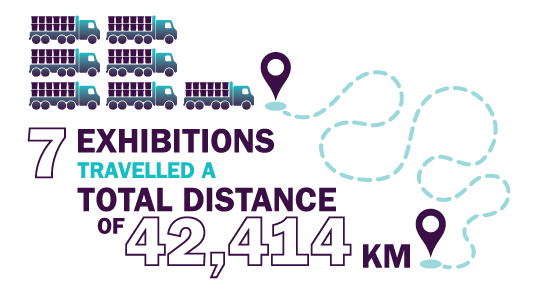 7 EXHIBITIONS
TRAVELLED A
TOTAL DISTANCE
OF 42,414 KM